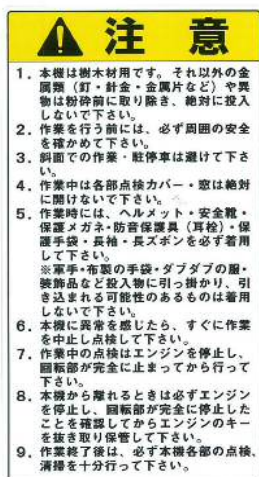 注 意
1．本機は樹木材用です。それ以外の金
属類（釘・針金・金属片など）や異
物は粉砕前に取り除き、絶対に投入
しないで下さい。
2．作業を行う前には、必ず周囲の安全
を確かめて下さい。
3．斜面での作業・駐停車は避けて下さ
い。
4．作業中は各部点検カバー・窓は絶対
に開けないで下さい。
5．作業時には、ヘルメット・安全靴・
保護メガネ・防音保護具（耳栓）・保
護手袋・長袖・長ズボンを必ず着用
して下さい。
※軍手・布製の手袋・ダブダブの服・
装飾品など投入物に引っ掛かり、引
き込まれる可能性のあるものは着用
しないで下さい。
6．本機に異常を感じたら、すぐに作業
を中止し点検して下さい。
7．作業中の点検はエンジンを停止し、
回転部が完全に止まってから行って
下さい。
8．本機から離れるときは必ずエンジン
を停止し、回転部が完全に停止した
ことを確認してからエンジンのキー
を抜き取り保管して下さい。
9．作業終了後は、必ず本機各部の点検、
清掃を十分行って下さい。